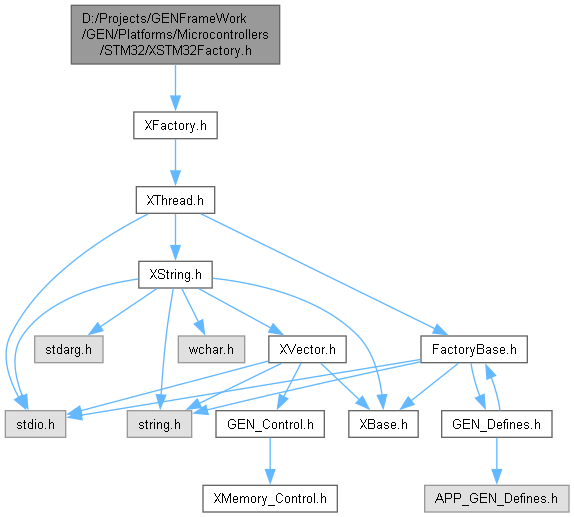 D:/Projects/GENFrameWork
/GEN/Platforms/Microcontrollers
/STM32/XSTM32Factory.h
XFactory.h
XThread.h
XString.h
stdarg.h
wchar.h
XVector.h
FactoryBase.h
stdio.h
string.h
GEN_Control.h
XBase.h
GEN_Defines.h
XMemory_Control.h
APP_GEN_Defines.h